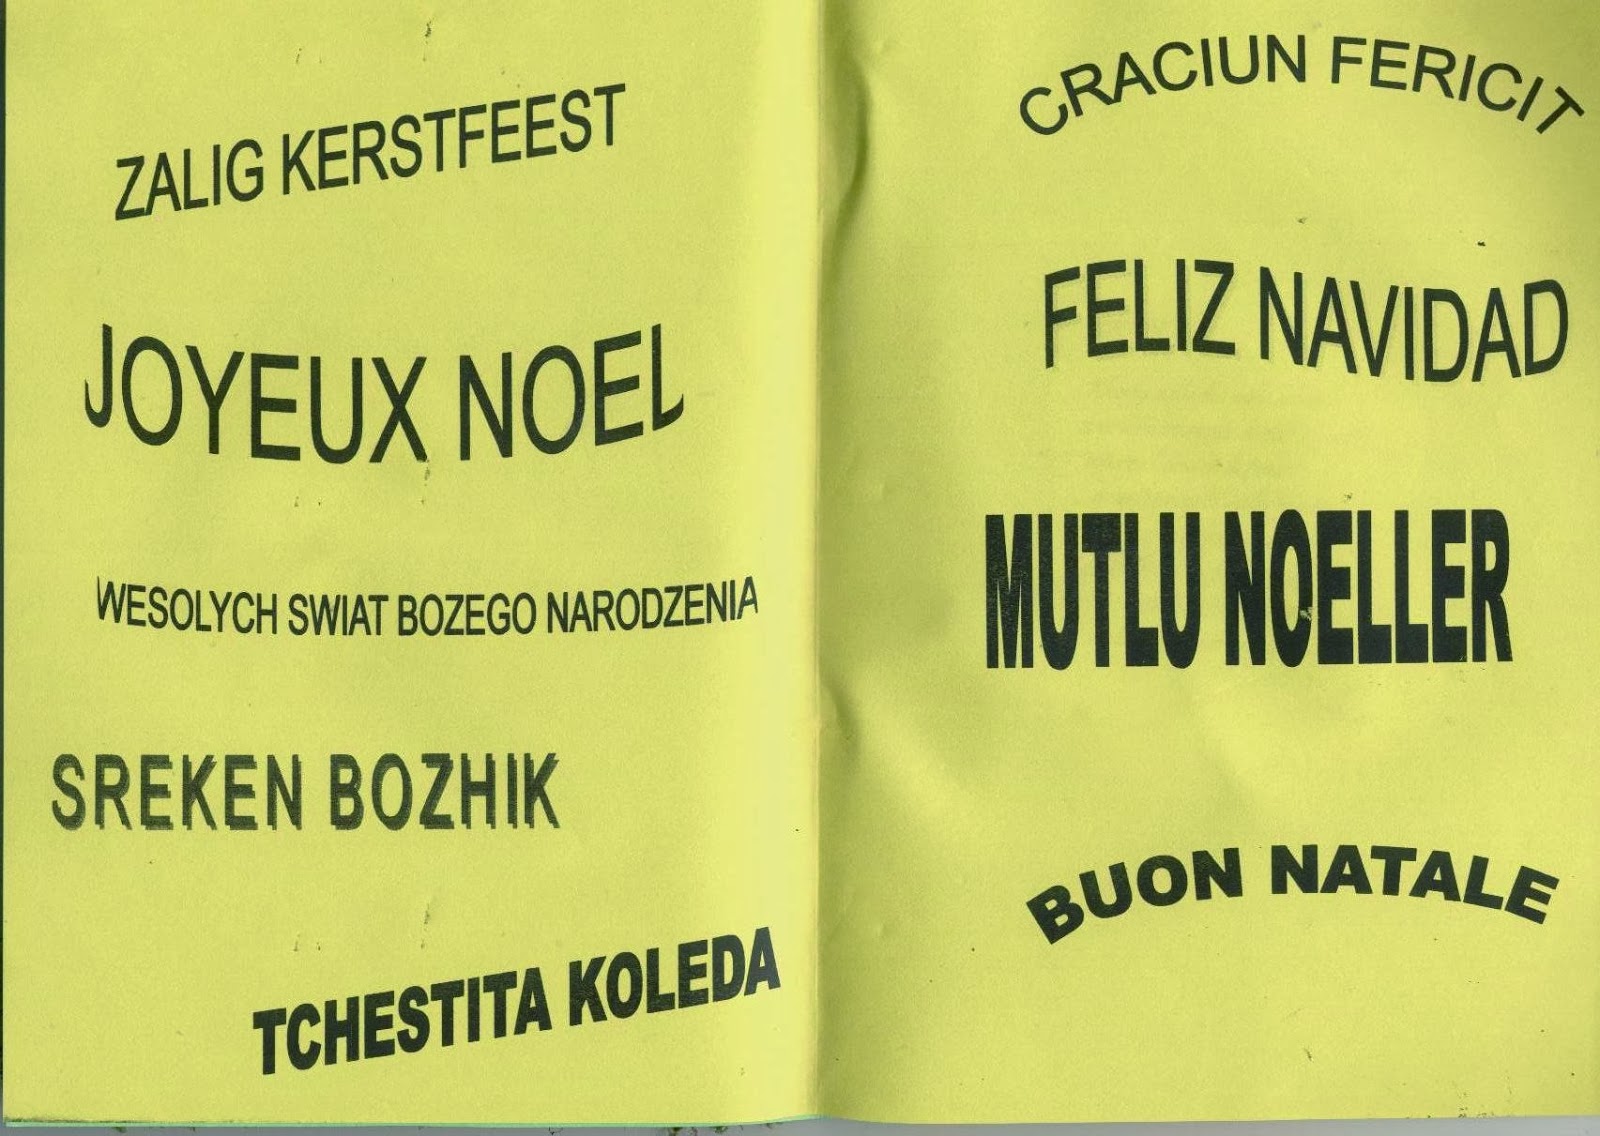 ZALIG KERSTFEEST
JOYEUX NOEL
WESOLYCH SWIAT BOZEGO NARODZENIA
SREKEN BOZHIK
TCHESTITA KOLEDA
CRACIUN FERICIT
FELIZ NAVIDAD
MUTLU NOELLER
BUON NATALE